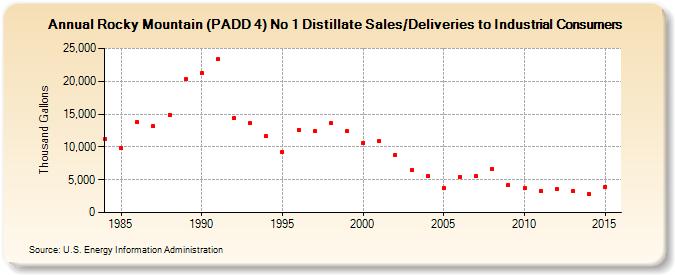 Annual Rocky Mountain (PADD 4) No 1 Distillate Sales/Deliveries to Industrial Consumers
Thousand Gallons
25,000
20,000
15,000
10,000
5,000
0
1985 1990 1995 2000 2005 2010 2015
Source: U.S. Energy Information Administration